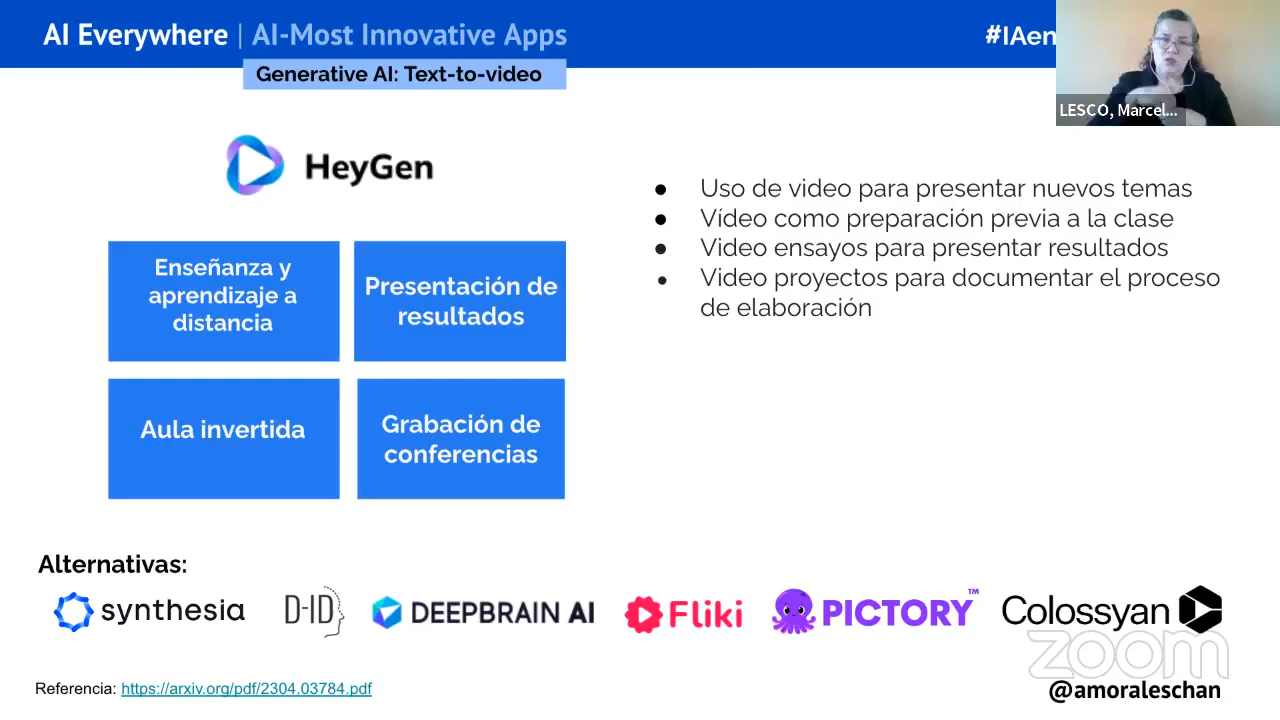 AI Everywhere | AI-Most Innovative Apps
#IAen
Generative AI: Text-to-video
LESCO, Marcel...
HeyGen
Enseñanza y
aprendizaje a
distancia
Presentación de
resultados
Aula invertida
Grabación de
conferencias
● Uso de video para presentar nuevos temas
● Vídeo como preparación previa a la clase
● Video ensayos para presentar resultados
● Video proyectos para documentar el proceso
de elaboración
Alternativas:
synthesia
D-ID
DEEPBRAIN AI
Fliki
PICTORY™
Colossyan
zoom
Referencia: https://arxiv.org/pdf/2304.03784.pdf
@amoraleschan